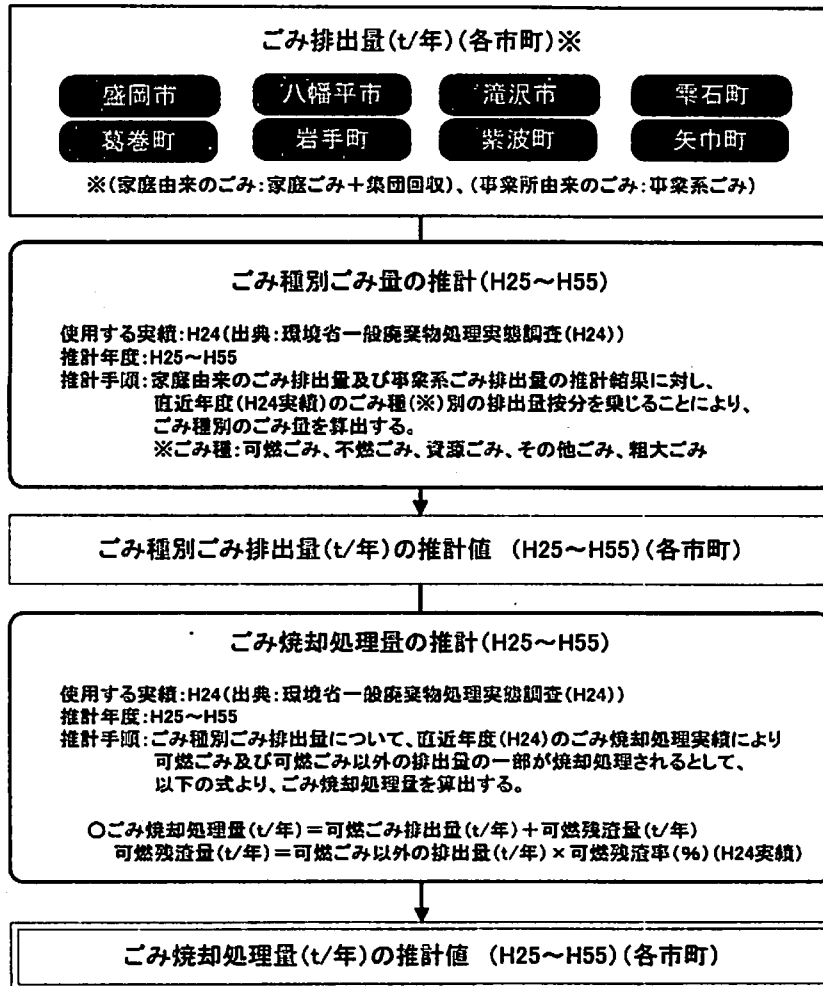 ごみ排出量(t/年)(各市町)※
盛岡市 八幡平市 滝沢市 雫石町
葛巻町 岩手町 紫波町 矢巾町
※(家庭由来のごみ:家庭ごみ+集団回収)、(事業所由来のごみ:事業系ごみ)
ごみ種別ごみ量の推計(H25～H55)
使用する実績:H24(出典:環境省一般廃棄物処理実態調査(H24))
推計年度:H25～H55
推計手順:家庭由来のごみ排出量及び事業系ごみ排出量の推計結果に対し、
直近年度(H24実績)のごみ種(※)別の排出量按分を乗じることにより、
ごみ種別のごみ量を算出する。
※ごみ種:可燃ごみ、不燃ごみ、資源ごみ、その他ごみ、粗大ごみ
ごみ種別ごみ排出量(t/年)の推計値 (H25～H55)(各市町)
ごみ焼却処理量の推計(H25～H55)
使用する実績:H24(出典:環境省一般廃棄物処理実態調査(H24))
推計年度:H25～H55
推計手順:ごみ種別ごみ排出量について、直近年度(H24)のごみ焼却処理実績により
可燃ごみ及び可燃ごみ以外の排出量の一部が焼却処理されるとして、
以下の式より、ごみ焼却処理量を算出する。
○ごみ焼却処理量(t/年)=可燃ごみ排出量(t/年)+可燃残渣量(t/年)
可燃残渣量(t/年)=可燃ごみ以外の排出量(t/年)×可燃残渣率(%)(H24実績)
ごみ焼却処理量(t/年)の推計値 (H25～H55)(各市町)